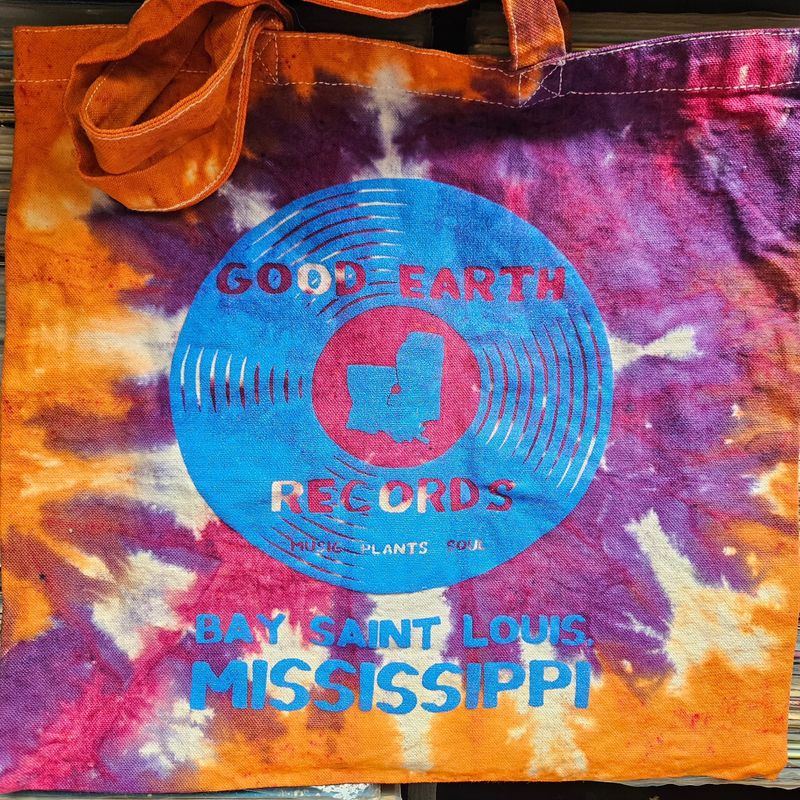 GOOD EARTH
RECORDS
MUSIC PLANTS SOUL
BAY SAINT LOUIS,
MISSISSIPPI